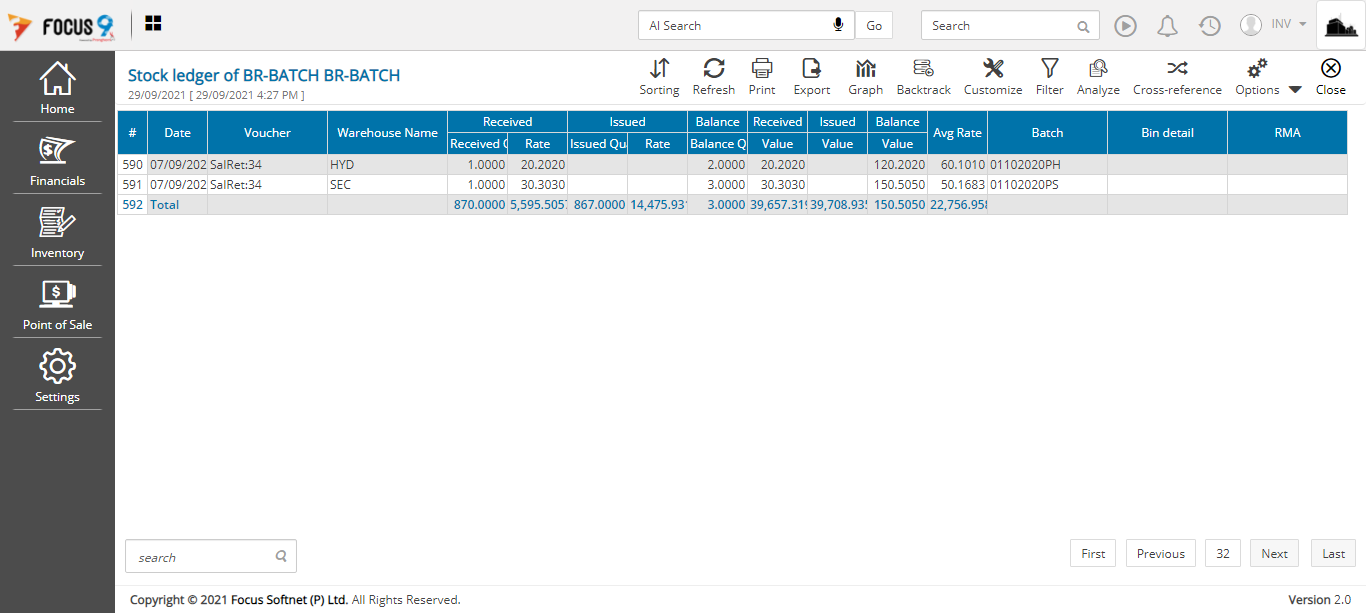 FOCUS 9
AI Search Go Search INV
Home
Financials
Inventory
Point of Sale
Settings
Stock ledger of BR-BATCH BR-BATCH
29/09/2021 [ 29/09/2021 4:27 PM ]
Sorting Refresh Print Export Graph Backtrack Customize Filter Analyze Cross-reference Options Close
# Date Voucher Warehouse Name Received Issued Balance Received Issued Balance Avg Rate Batch Bin detail RMA
Received Q Rate Issued Qua Rate Balance Q Value Value Value
590 07/09/202 SalRet:34 HYD 1.0000 20.2020 2.0000 20.2020 120.2020 60.1010 01102020PH
591 07/09/202 SalRet:34 SEC 1.0000 30.3030 3.0000 30.3030 150.5050 50.1683 01102020PS
592 Total 870.0000 5,595.5057 867.0000 14,475.931 3.0000 39,657.319 39,708.935 150.5050 22,756.958
search First Previous 32 Next Last
Copyright © 2021 Focus Softnet (P) Ltd. All Rights Reserved. Version 2.0